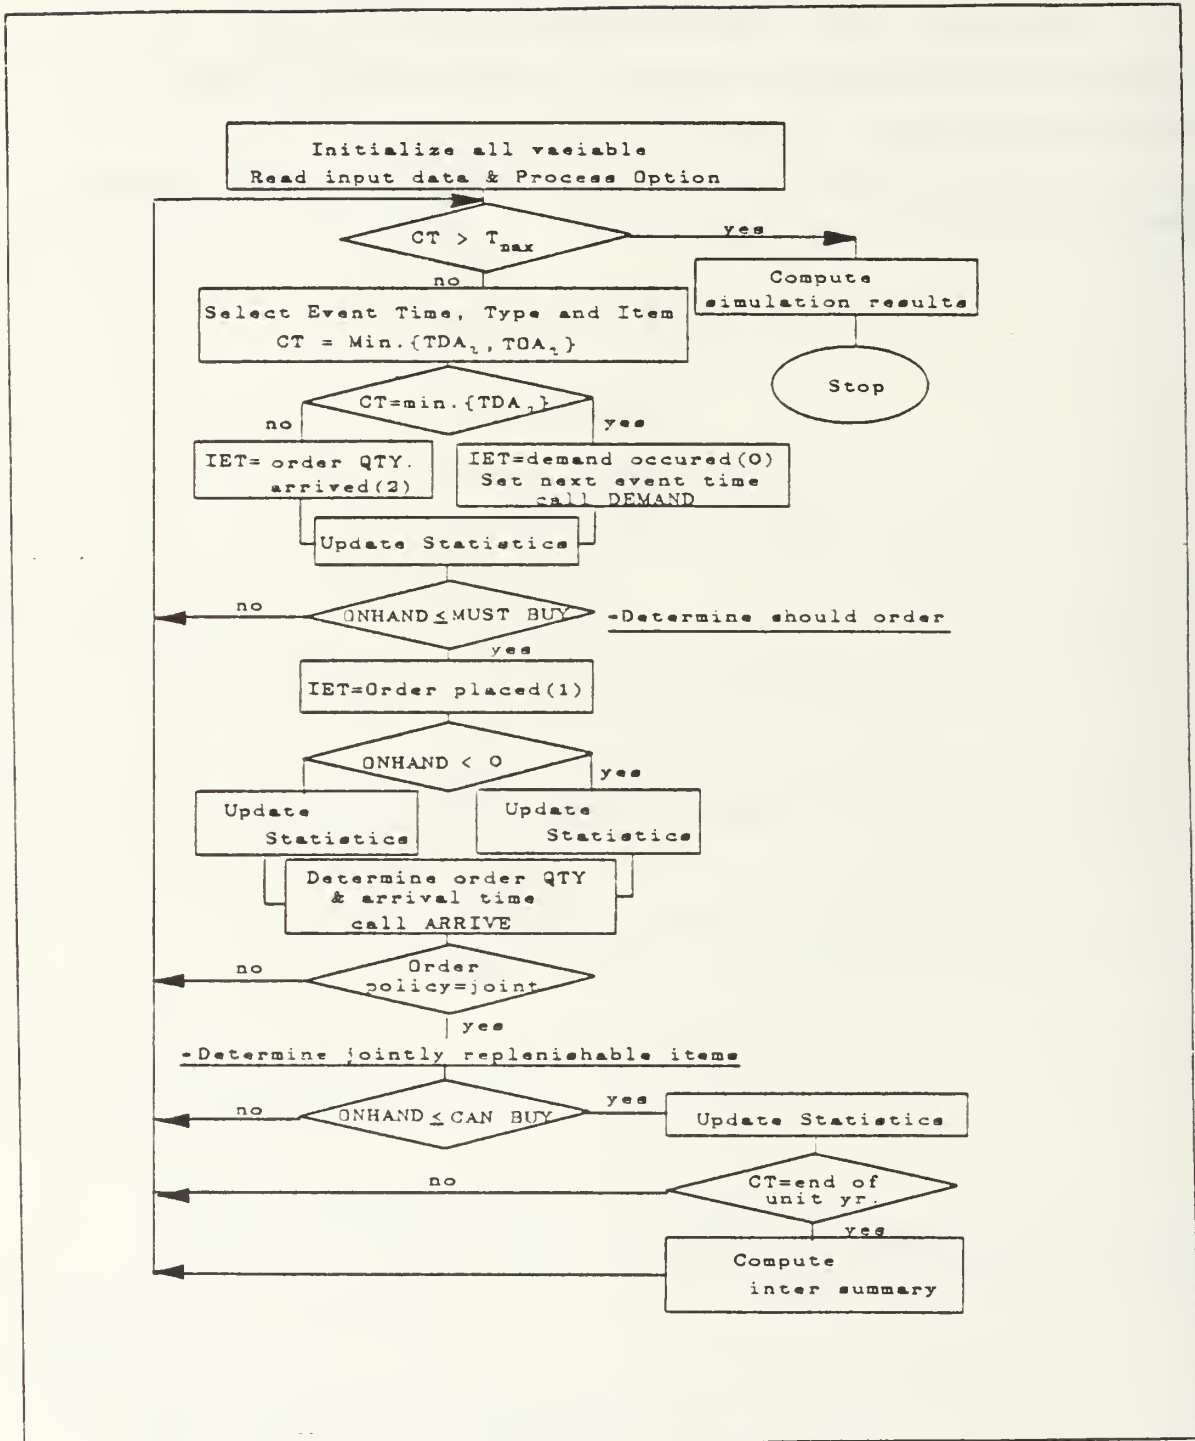 Initialize all vaeiable
Read input data & Process Option
CT > Tmax
yes
no
Compute
simulation results
Select Event Time, Type and Item
CT = Min.{TDA₂,TOA₂}
Stop
CT=min.{TDA₂}
no
yes
IET= order QTY.
arrived(2)
IET=demand occured(0)
Set next event time
call DEMAND
Update Statistics
no
ONHAND≤MUST BUY
-Determine should order
yes
IET=Order placed(1)
ONHAND < 0
yes
Update
Statistics
Update
Statistics
Determine order QTY
& arrival time
call ARRIVE
no
Order
policy=joint
yes
-Determine jointly replenishable items
no
ONHAND≤CAN BUY
yes
Update Statistics
no
CT=end of
unit yr.
yes
Compute
inter summary